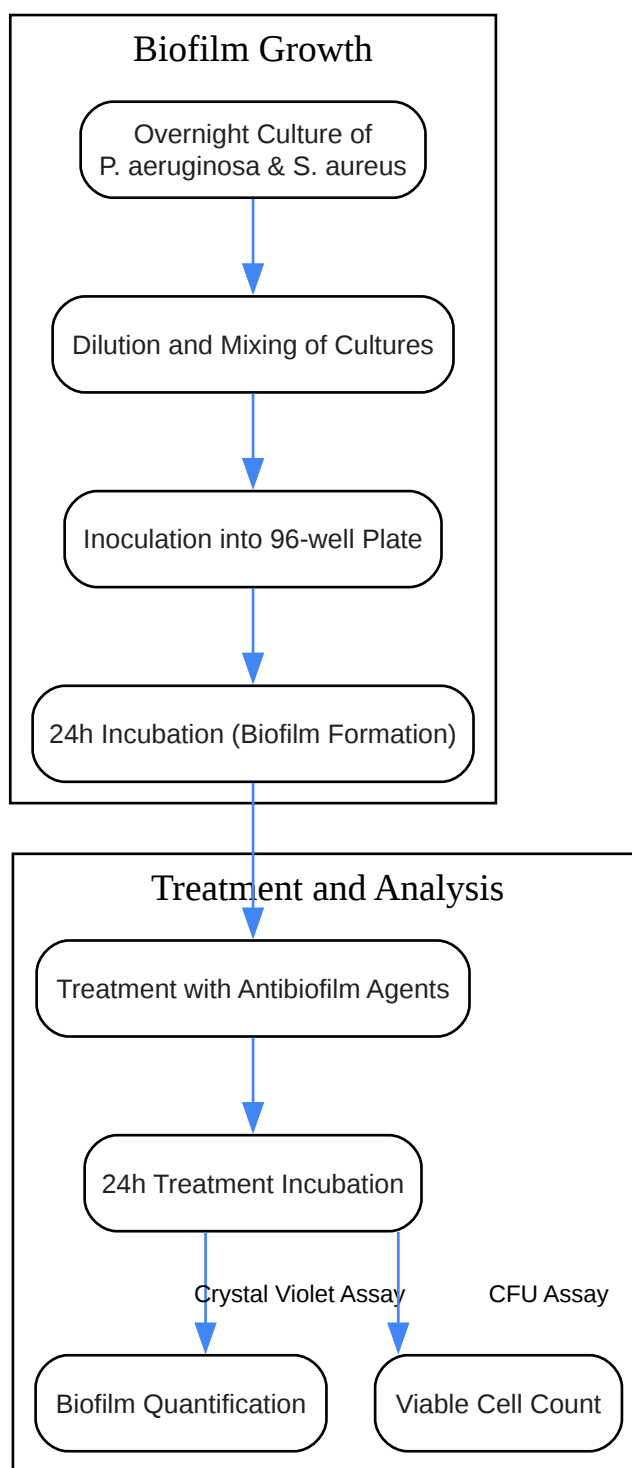 Biofilm Growth
Overnight Culture of
P. aeruginosa & S. aureus
Dilution and Mixing of Cultures
Inoculation into 96-well Plate
24h Incubation (Biofilm Formation)
Treatment and Analysis
Treatment with Antibiofilm Agents
24h Treatment Incubation
Crystal Violet Assay
CFU Assay
Biofilm Quantification
Viable Cell Count